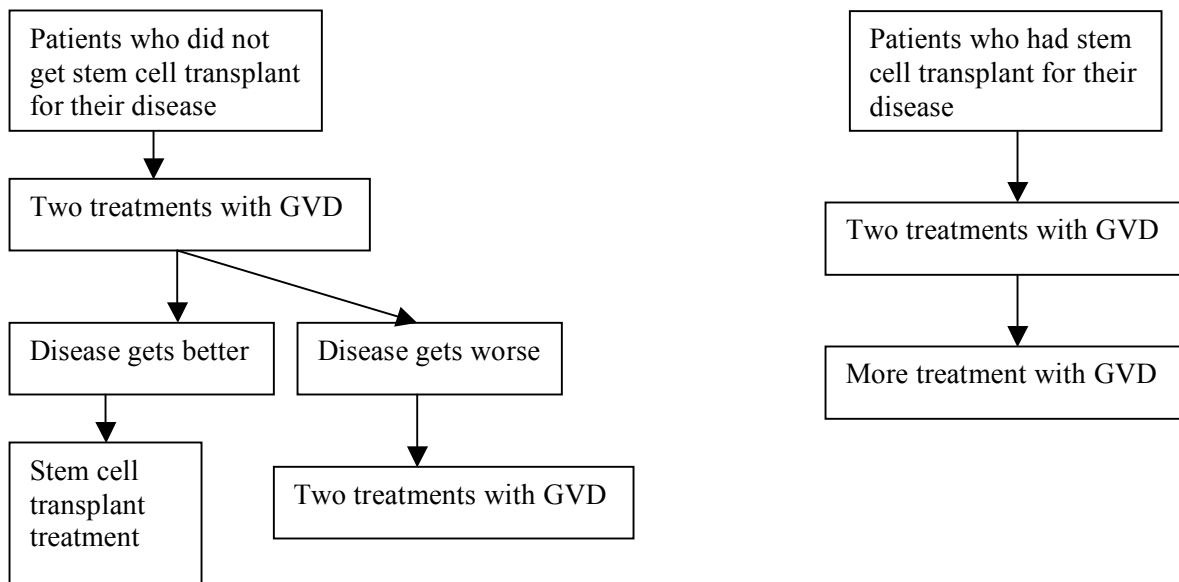 Patients who did not
get stem cell transplant
for their disease
Two treatments with GVD
Disease gets better
Disease gets worse
Stem cell
transplant
treatment
Two treatments with GVD
Patients who had stem
cell transplant for their
disease
Two treatments with GVD
More treatment with GVD